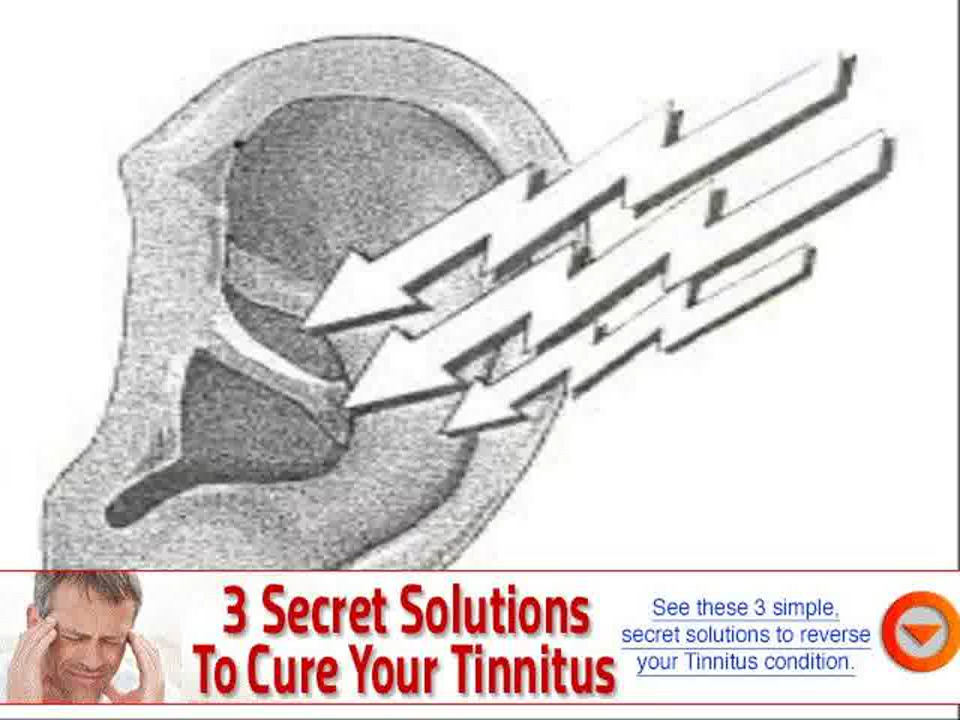 3 Secret Solutions
To Cure Your Tinnitus
See these 3 simple,
secret solutions to reverse
your Tinnitus condition.